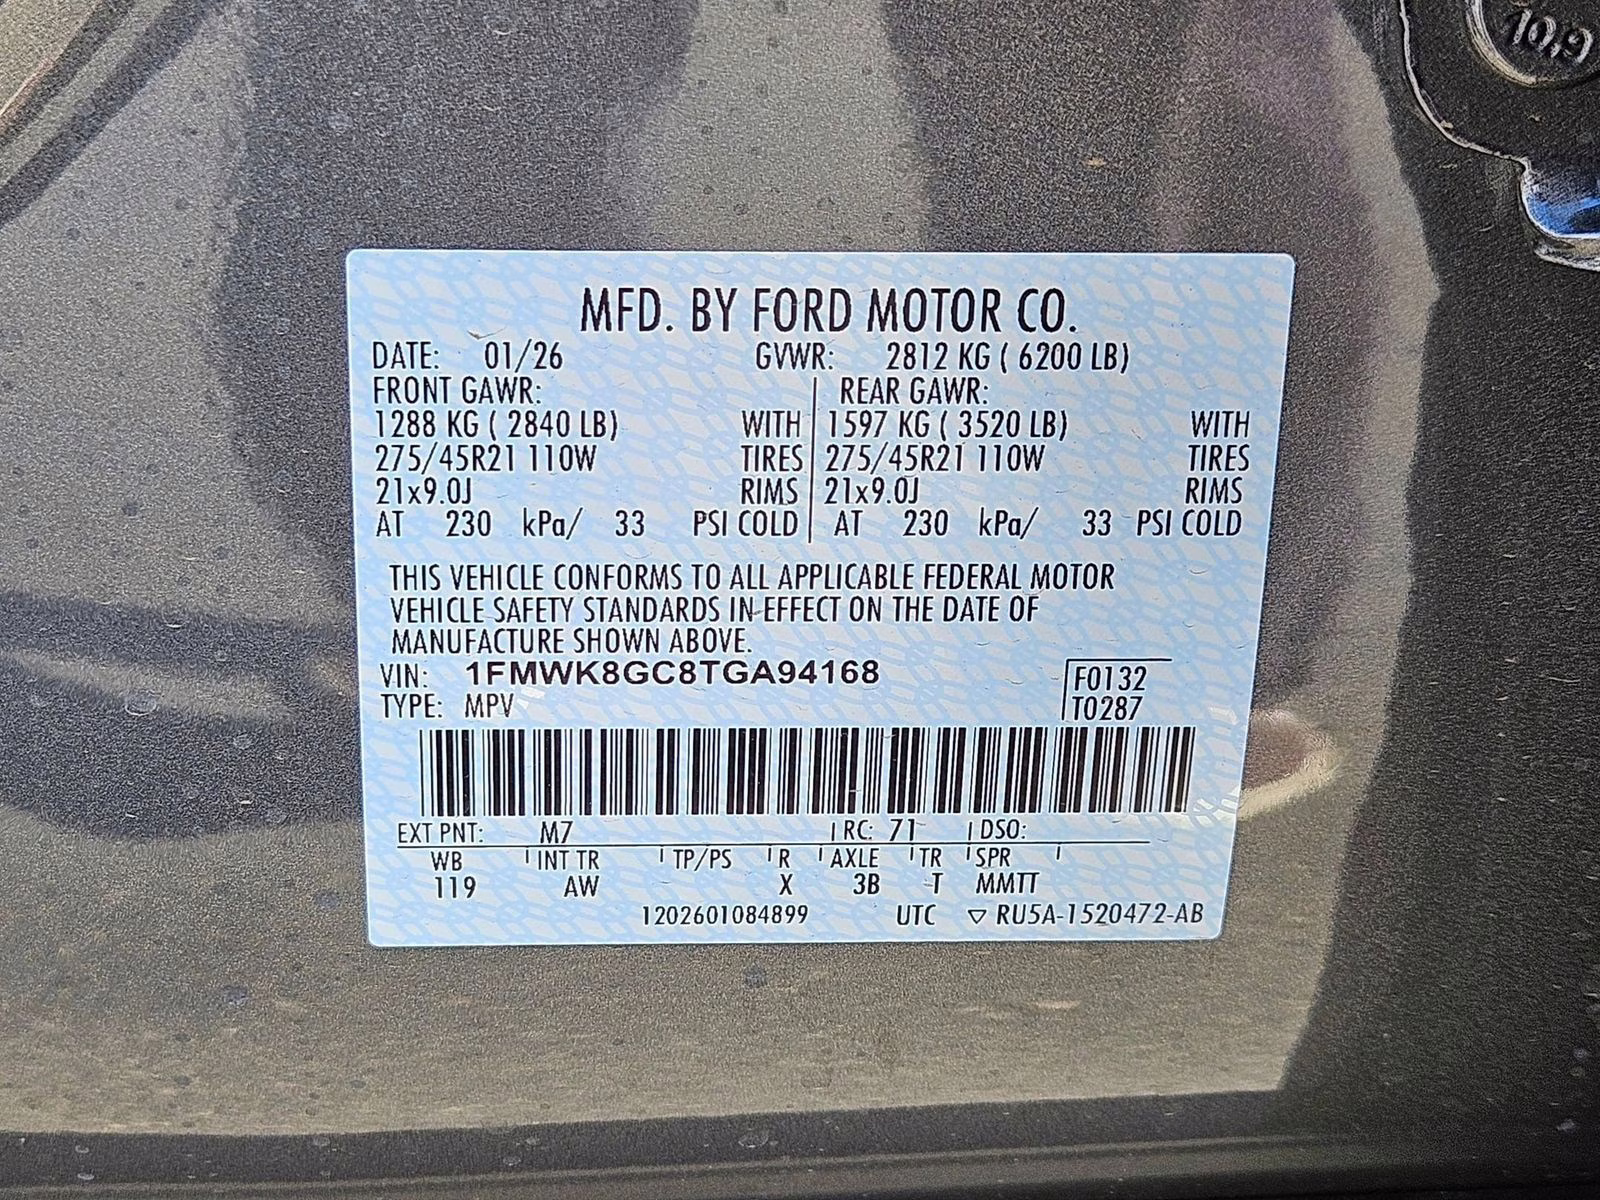 10.9
MFD. BY FORD MOTOR CO.
DATE: 01/26 GVWR: 2812 KG ( 6200 LB)
FRONT GAWR: REAR GAWR:
1288 KG ( 2840 LB) WITH 1597 KG ( 3520 LB) WITH
275/45R21 110W TIRES 275/45R21 110W TIRES
21x9.0J RIMS 21x9.0J RIMS
AT 230 kPa/ 33 PSI COLD AT 230 kPa/ 33 PSI COLD
THIS VEHICLE CONFORMS TO ALL APPLICABLE FEDERAL MOTOR
VEHICLE SAFETY STANDARDS IN EFFECT ON THE DATE OF
MANUFACTURE SHOWN ABOVE.
VIN: 1FMWK8GC8TGA94168 F0132
TYPE: MPV T0287
EXT PNT: M7 RC: 71 DSO:
WB INT TR TP/PS R AXLE TR SPR
119 AW X 3B T MMTT
1202601084899 UTC ▽ RU5A-1520472-AB